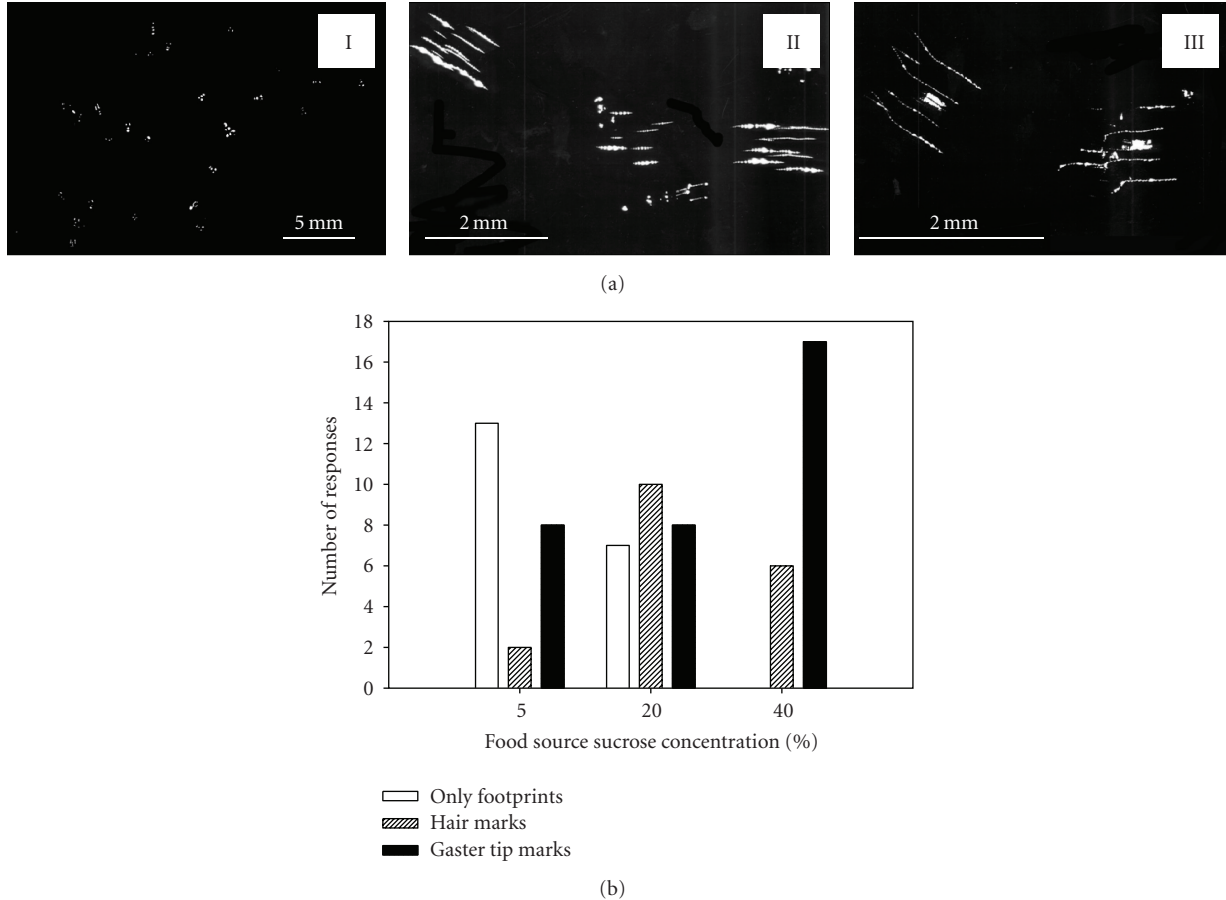 I
II
III
5 mm
2 mm
2 mm
(a)
18
16
14
12
10
8
6
4
2
0
Number of responses
5
20
40
Food source sucrose concentration (%)
Only footprints
Hair marks
Gaster tip marks
(b)